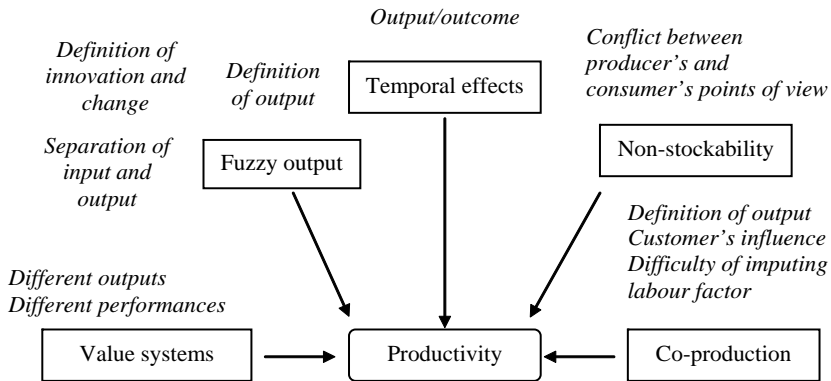 Output/outcome
Temporal effects
Definition of
innovation and
change
Definition
of output
Conflict between
producer's and
consumer's points of view
Separation of
input and
output
Fuzzy output
Non-stockability
Definition of output
Customer's influence
Difficulty of imputing
labour factor
Different outputs
Different performances
Value systems
Productivity
Co-production